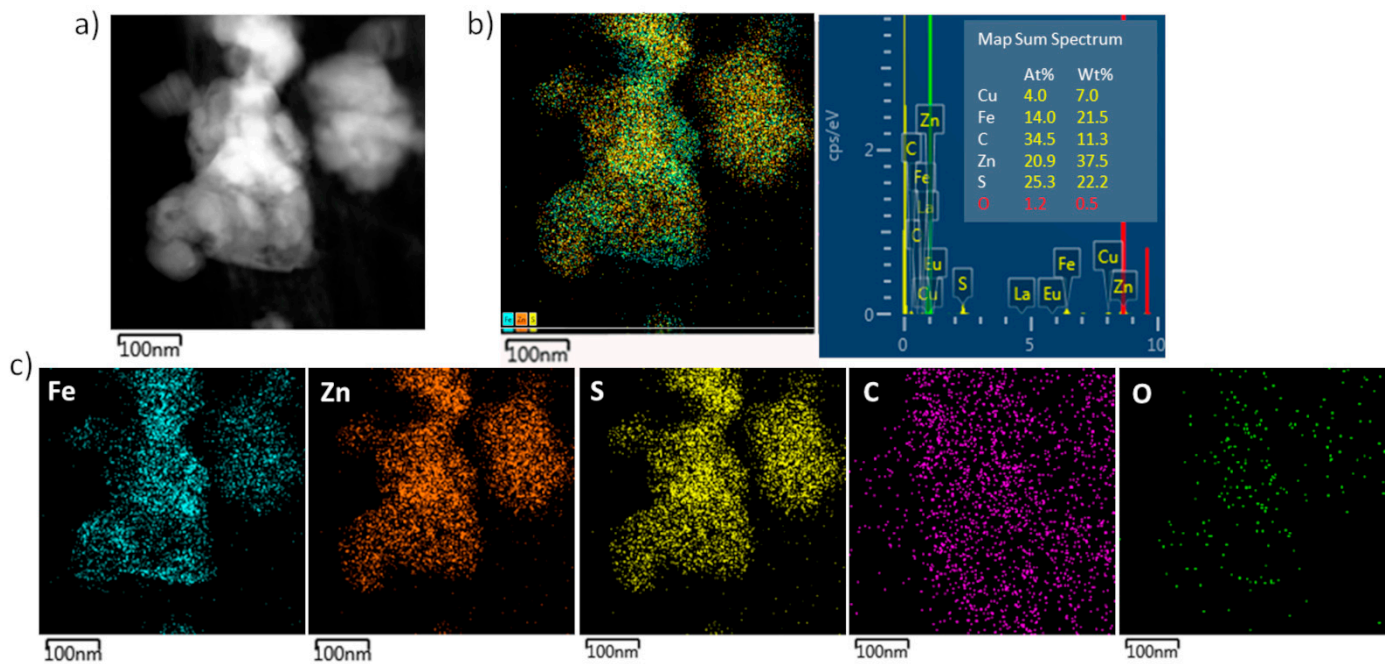 a)
100nm
b)
Fe Zn S
100nm
cps/eV
2
0
0
5
10
C
Zn
Fe
La
C
Eu
Cu
S
La
Eu
Fe
Cu
Zn
Map Sum Spectrum
At% Wt%
Cu 4.0 7.0
Fe 14.0 21.5
C 34.5 11.3
Zn 20.9 37.5
S 25.3 22.2
O 1.2 0.5
c)
Fe
100nm
Zn
100nm
S
100nm
C
100nm
O
100nm